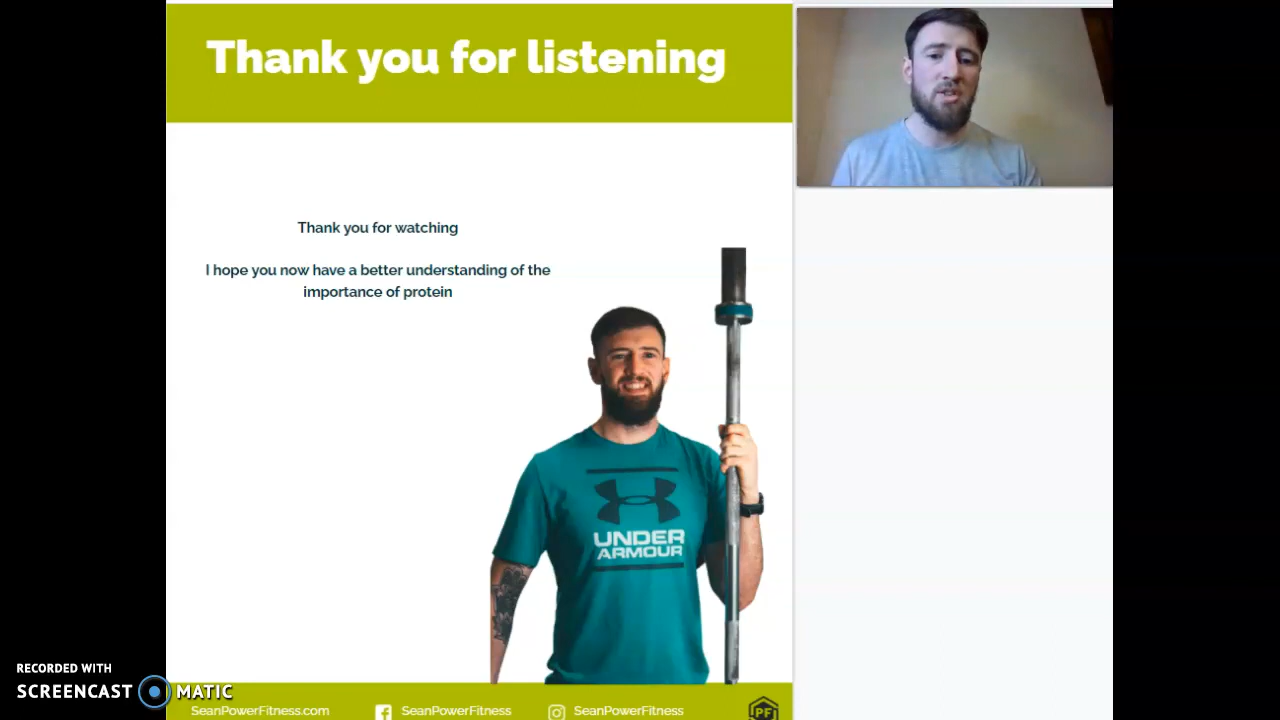 Thank you for listening
Thank you for watching
I hope you now have a better understanding of the
importance of protein
UNDER
ARMOUR
RECORDED WITH
SCREENCAST MATIC
SeanPowerFitness.com SeanPowerFitness SeanPowerFitness
PF